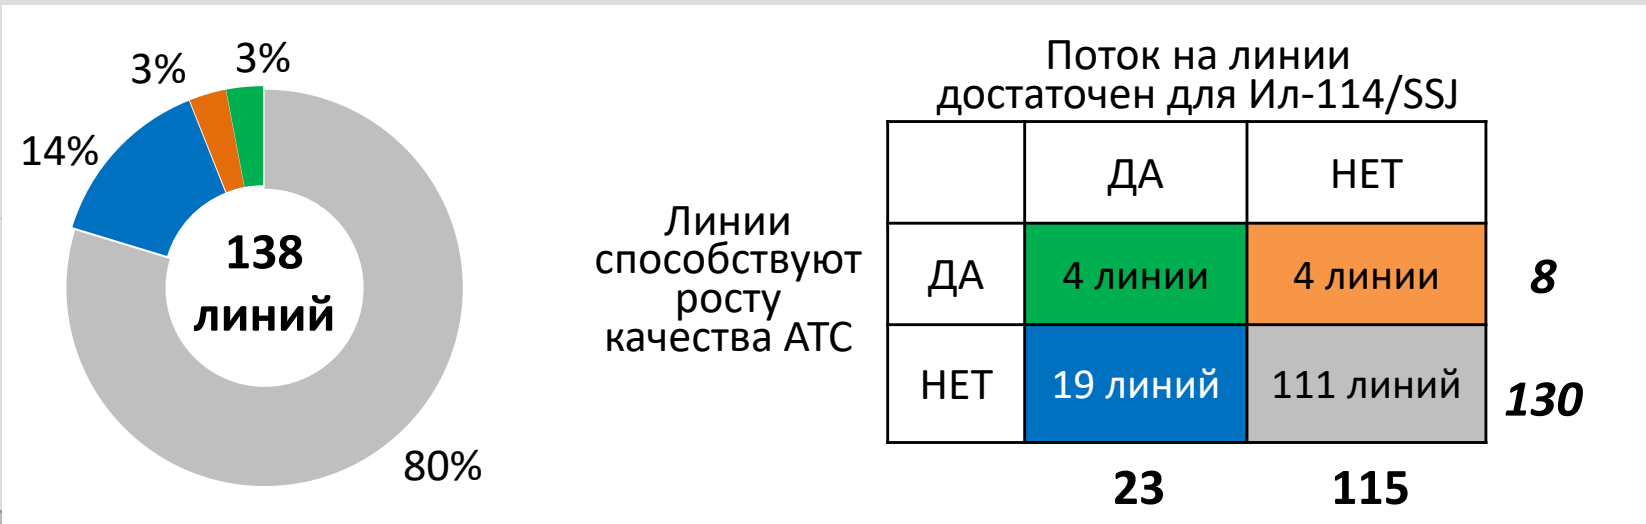 3%
3%
14%
138
линий
80%
Поток на линии
достаточен для Ил-114/SSJ
Линии
способствуют
росту
качества АТС
ДА
НЕТ
ДА
4 линии
4 линии
8
НЕТ
19 линий
111 линий
130
23
115